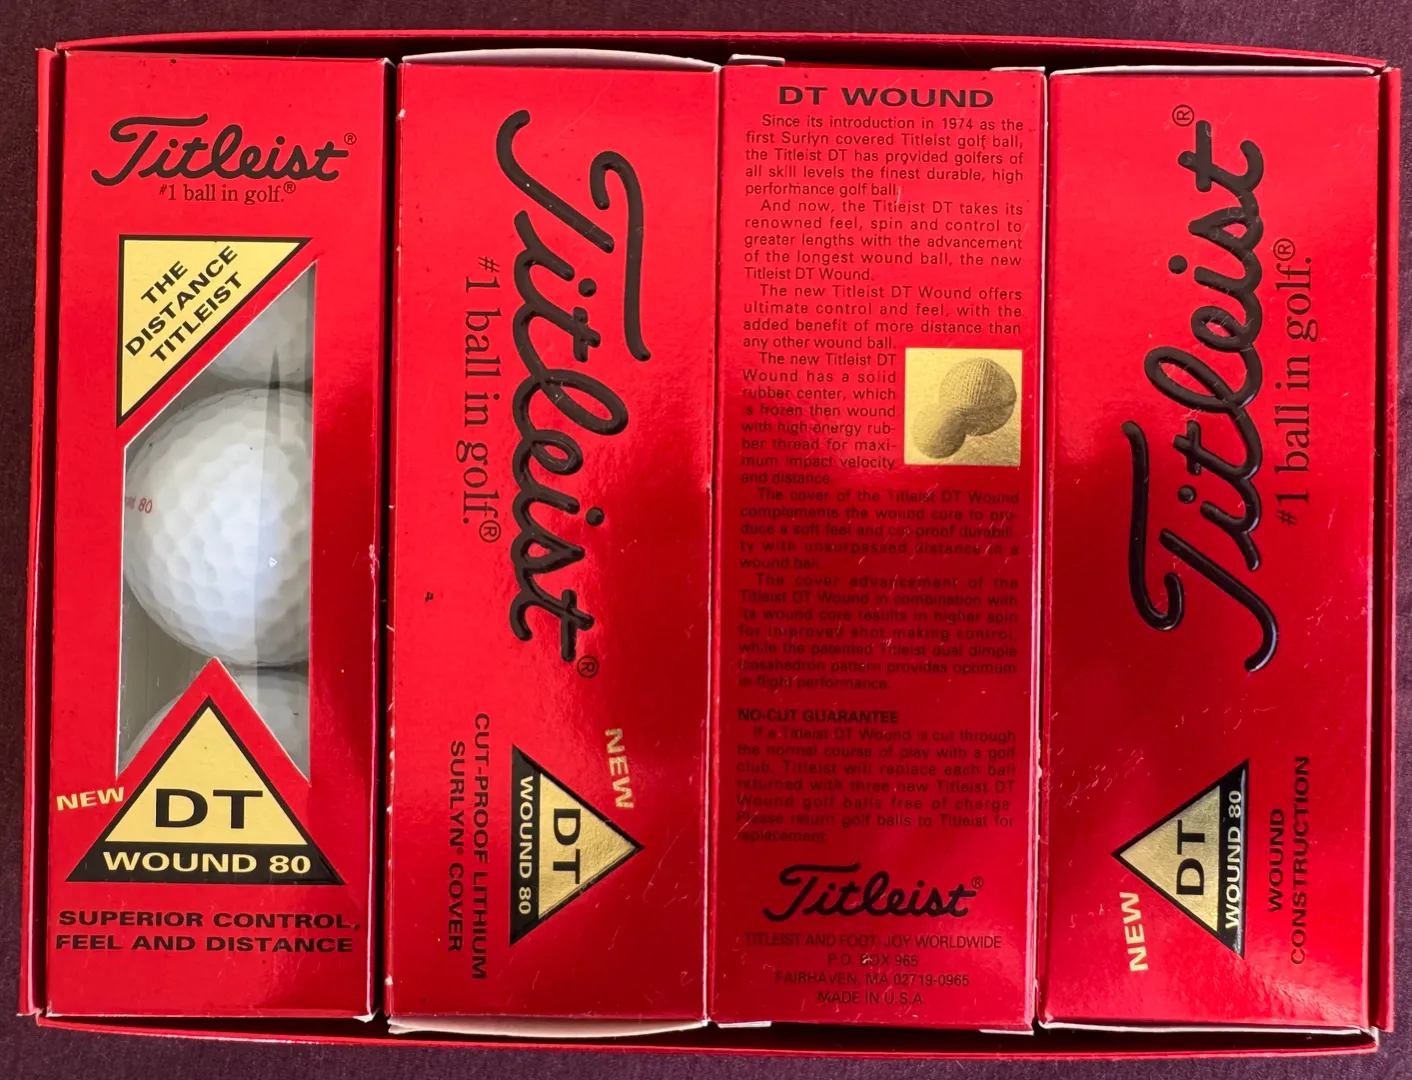 Titleist®
#1 ball in golf.®
THE
DISTANCE
TITLEIST
80
NEW
DT
WOUND 80
SUPERIOR CONTROL,
FEEL AND DISTANCE
Titleist®
#1 ball in golf.®
NEW
DT
WOUND 80
CUT-PROOF LITHIUM
SURLYN® COVER
DT WOUND
Since its introduction in 1974 as the
first Surlyn covered Titleist golf ball,
the Titleist DT has provided golfers of
all skill levels the finest durable, high
performance golf ball.
And now, the Titleist DT takes its
renowned feel, spin and control to
greater lengths with the advancement
of the longest wound ball, the new
Titleist DT Wound.
The new Titleist DT Wound offers
ultimate control and feel, with the
added benefit of more distance than
any other wound ball.
The new Titleist DT
Wound has a solid
rubber center, which
is frozen then wound
with high-energy rub-
ber thread for maxi-
mum impact velocity
and distance.
The cover of the Titleist DT Wound
complements the wound core to pro-
duce a soft feel and cut-proof durabili-
ty with unsurpassed distance in a
wound ball.
The cover advancement of the
Titleist DT Wound in combination with
its wound core results in higher spin
for improved shot-making control,
while the patented Titleist dual dimple
icosahedron pattern provides optimum
in-flight performance.
NO-CUT GUARANTEE
If a Titleist DT Wound is cut through
the normal course of play with a golf
club, Titleist will replace each ball
returned with three new Titleist DT
Wound golf balls free of charge.
Please return golf balls to Titleist for
replacement.
Titleist®
TITLEIST AND FOOT-JOY WORLDWIDE
P.O. BOX 965
FAIRHAVEN, MA 02719-0965
MADE IN U.S.A.
Titleist®
#1 ball in golf.®
NEW
DT
WOUND 80
WOUND
CONSTRUCTION